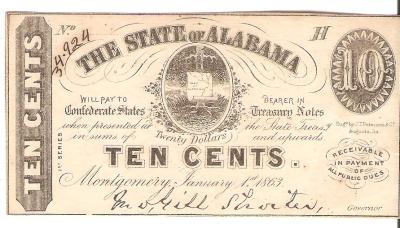 No 34.924
H
THE STATE OF ALABAMA
WILL PAY TO BEARER IN
Confederate States Treasury Notes
when presented at the State Treas.y
in sums of Twenty Dollars and upwards
TEN CENTS.
Montgomery, January 1st 1863.
Governor
TEN CENTS
1ST SERIES
10
RECEIVABLE
IN PAYMENT
OF
ALL PUBLIC DUES